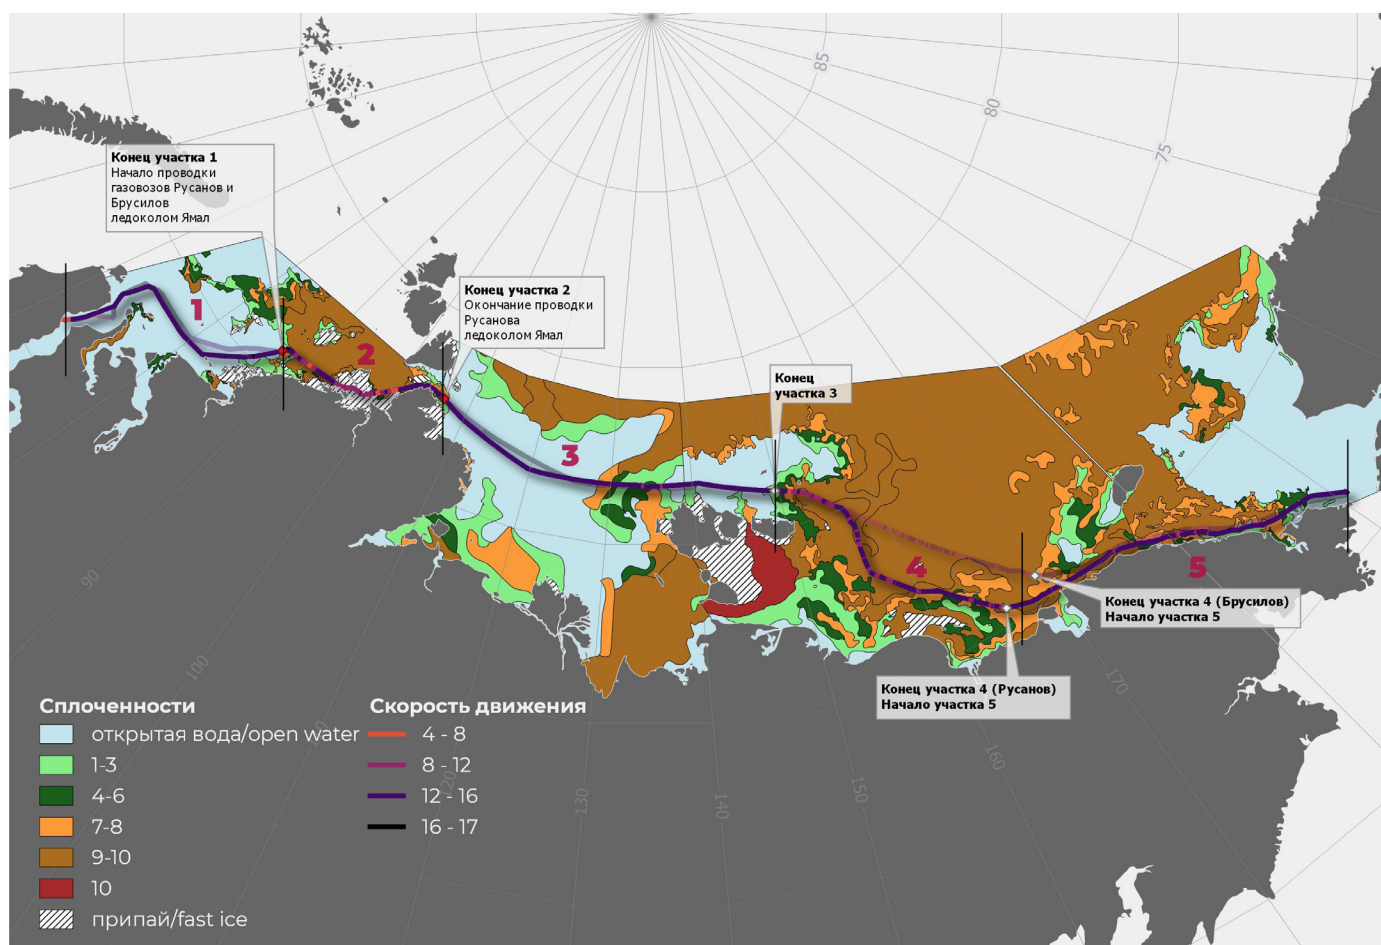 85
80
75
Конец участка 1
Начало проводки
газовозов Русанов и
Брусилов
ледоколом Ямал
Конец участка 2
Окончание проводки
Русанова
ледоколом Ямал
1
2
Конец
участка 3
3
4
5
Конец участка 4 (Брусилов)
Начало участка 5
Конец участка 4 (Русанов)
Начало участка 5
90
100
110
120
130
140
150
160
170
Сплоченности
открытая вода/open water
1-3
4-6
7-8
9-10
10
припай/fast ice
Скорость движения
4 - 8
8 - 12
12 - 16
16 - 17